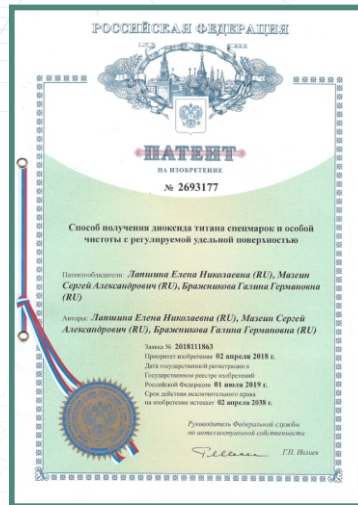 РОССИЙСКАЯ ФЕДЕРАЦИЯ
ПАТЕНТ
НА ИЗОБРЕТЕНИЕ
№ 2693177
Способ получения диоксида титана спецмарок и особой
чистоты с регулируемой удельной поверхностью
Патентообладатели: Лапшина Елена Николаевна (RU), Мазеин
Сергей Александрович (RU), Бражникова Галина Германовна
(RU)
Авторы: Лапшина Елена Николаевна (RU), Мазеин Сергей
Александрович (RU), Бражникова Галина Германовна (RU)
Заявка № 2018111863
Приоритет изобретения 02 апреля 2018 г.
Дата государственной регистрации в
Государственном реестре изобретений
Российской Федерации 01 июля 2019 г.
Срок действия исключительного права
на изобретение истекает 02 апреля 2038 г.
Руководитель Федеральной службы
по интеллектуальной собственности
Г.П. Ивлиев